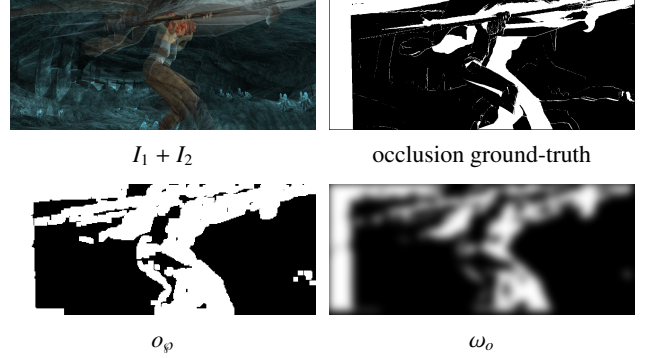 I₁ + I₂
occlusion ground-truth
o℘
ωₒ